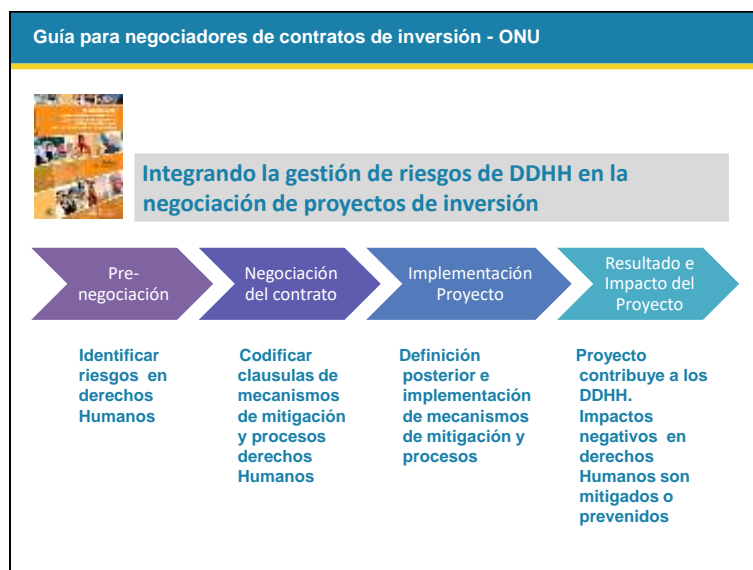 Guía para negociadores de contratos de inversión - ONU
Integrando la gestión de riesgos de DDHH en la
negociación de proyectos de inversión
Pre-
negociación
Negociación
del contrato
Implementación
Proyecto
Resultado e
Impacto del
Proyecto
Identificar
riesgos en
derechos
Humanos
Codificar
clausulas de
mecanismos
de mitigación
y procesos
derechos
Humanos
Definición
posterior e
implementación
de mecanismos
de mitigación y
procesos
Proyecto
contribuye a los
DDHH.
Impactos
negativos en
derechos
Humanos son
mitigados o
prevenidos